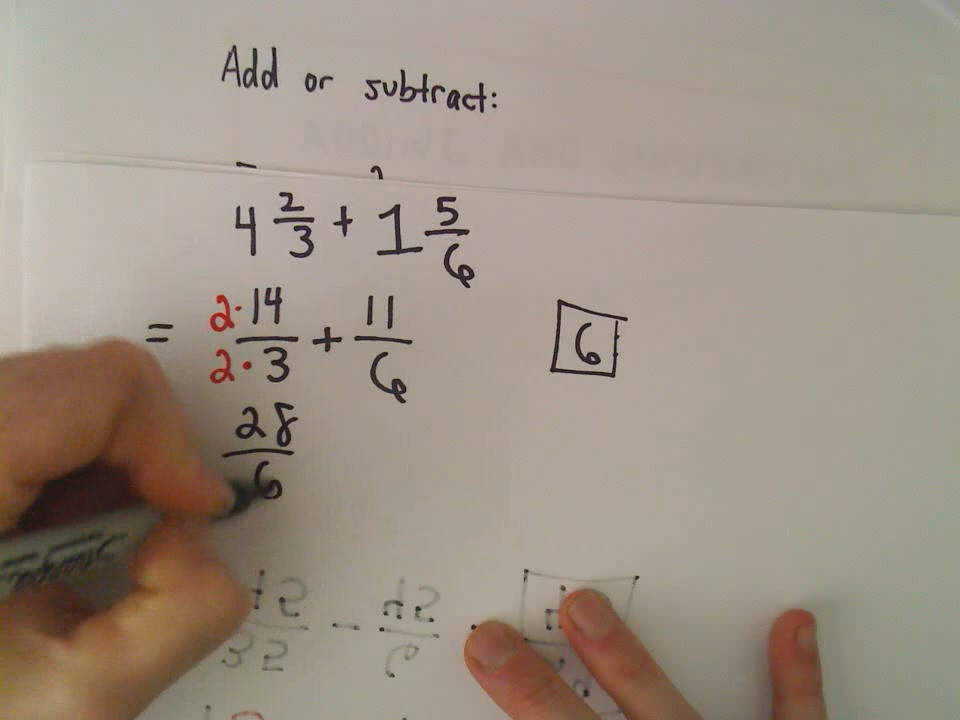 Add or subtract:
4 2/3 + 1 5/6
= 2·14/2·3 + 11/6
6
28/6